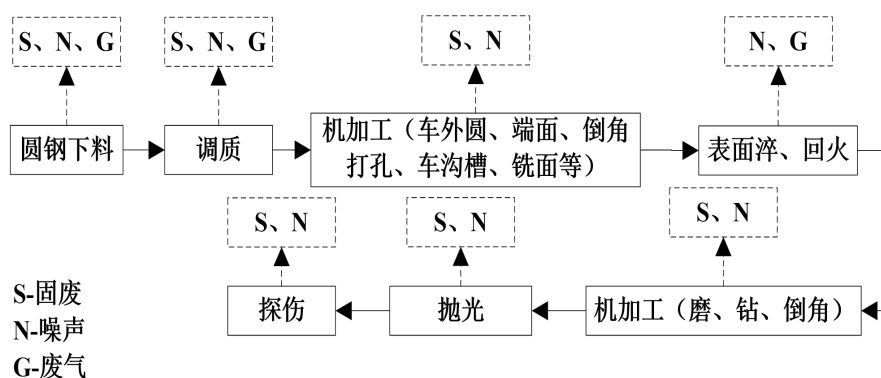 S、N、G
S、N、G
S、N
N、G
圆钢下料
调质
机加工（车外圆、端面、倒角
打孔、车沟槽、铣面等）
表面淬、回火
S、N
S、N
S、N
探伤
抛光
机加工（磨、钻、倒角）
S-固废
N-噪声
G-废气